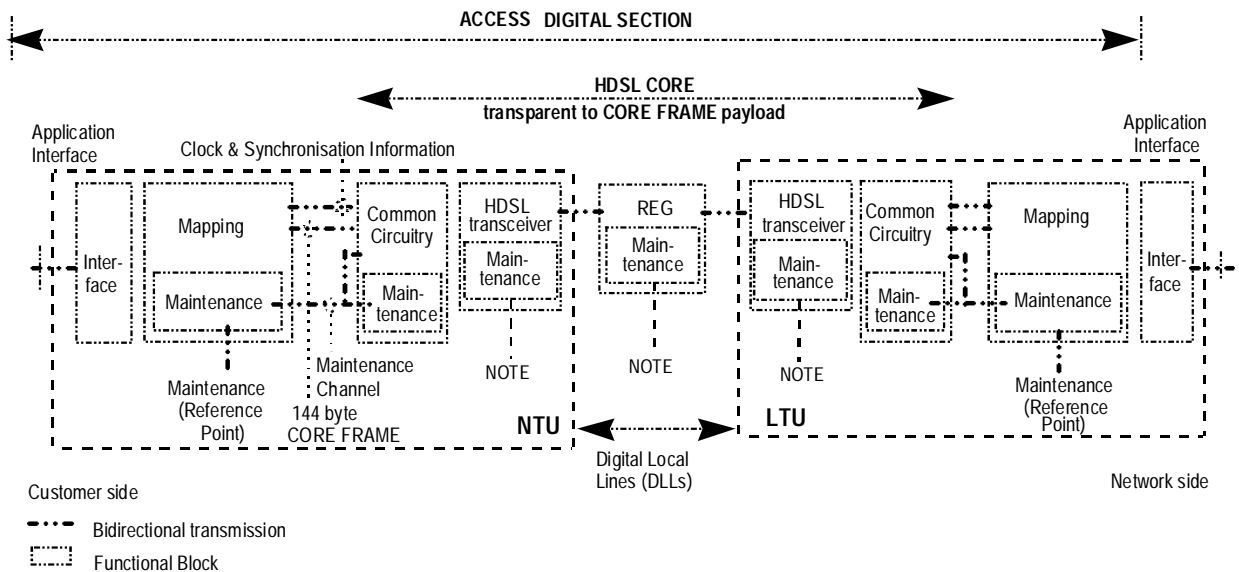 ACCESS DIGITAL SECTION
HDSL CORE
transparent to CORE FRAME payload
Application
Interface
Clock & Synchronisation Information
Application
Interface
Inter-
face
Mapping
Maintenance
Common
Circuitry
Main-
tenance
HDSL
transceiver
Main-
tenance
REG
Main-
tenance
HDSL
transceiver
Main-
tenance
Common
Circuitry
Main-
tenance
Mapping
Maintenance
Inter-
face
Maintenance
(Reference
Point)
Maintenance
Channel
144 byte
CORE FRAME
NOTE
NOTE
NOTE
Maintenance
(Reference
Point)
NTU
LTU
Digital Local
Lines (DLLs)
Customer side
Network side
Bidirectional transmission
Functional Block